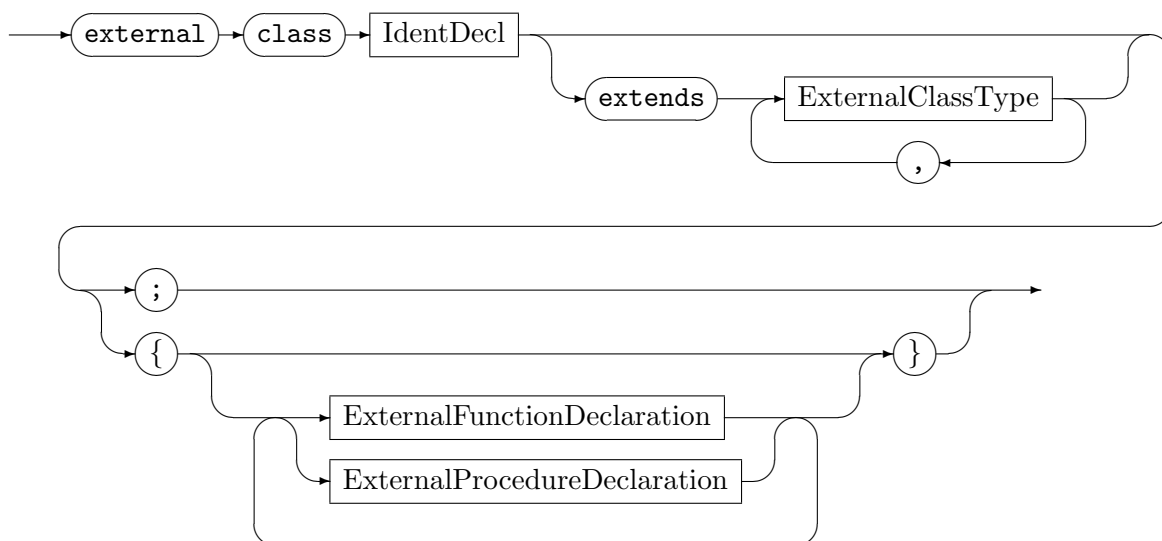 external class IdentDecl
extends ExternalClassType
,
;
{ }
ExternalFunctionDeclaration
ExternalProcedureDeclaration